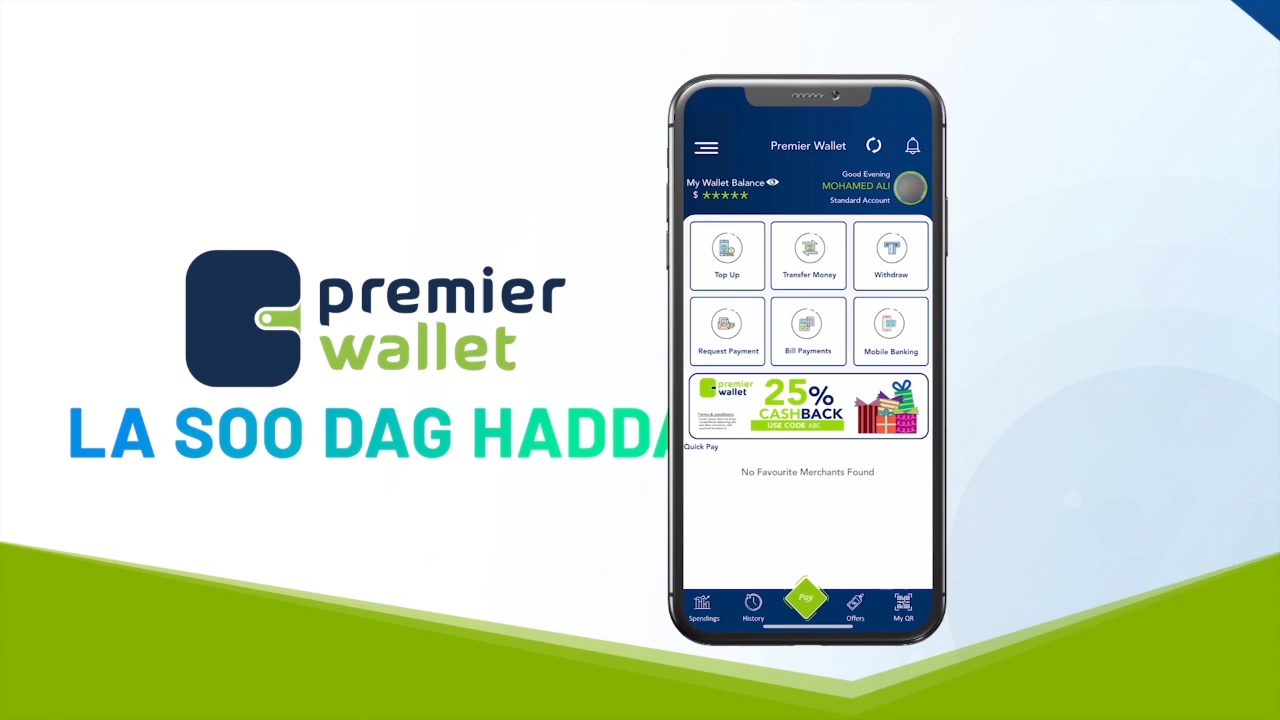 premier
wallet
LA SOO DAG HADDA
Premier Wallet
My Wallet Balance
$ *****
Good Evening
MOHAMED ALI
Standard Account
Top Up
Transfer Money
Withdraw
Request Payment
Bill Payments
Mobile Banking
premier
wallet
Terms & conditions
25%
CASHBACK
USE CODE ABC
Quick Pay
No Favourite Merchants Found
Spendings
History
Pay
Offers
My QR